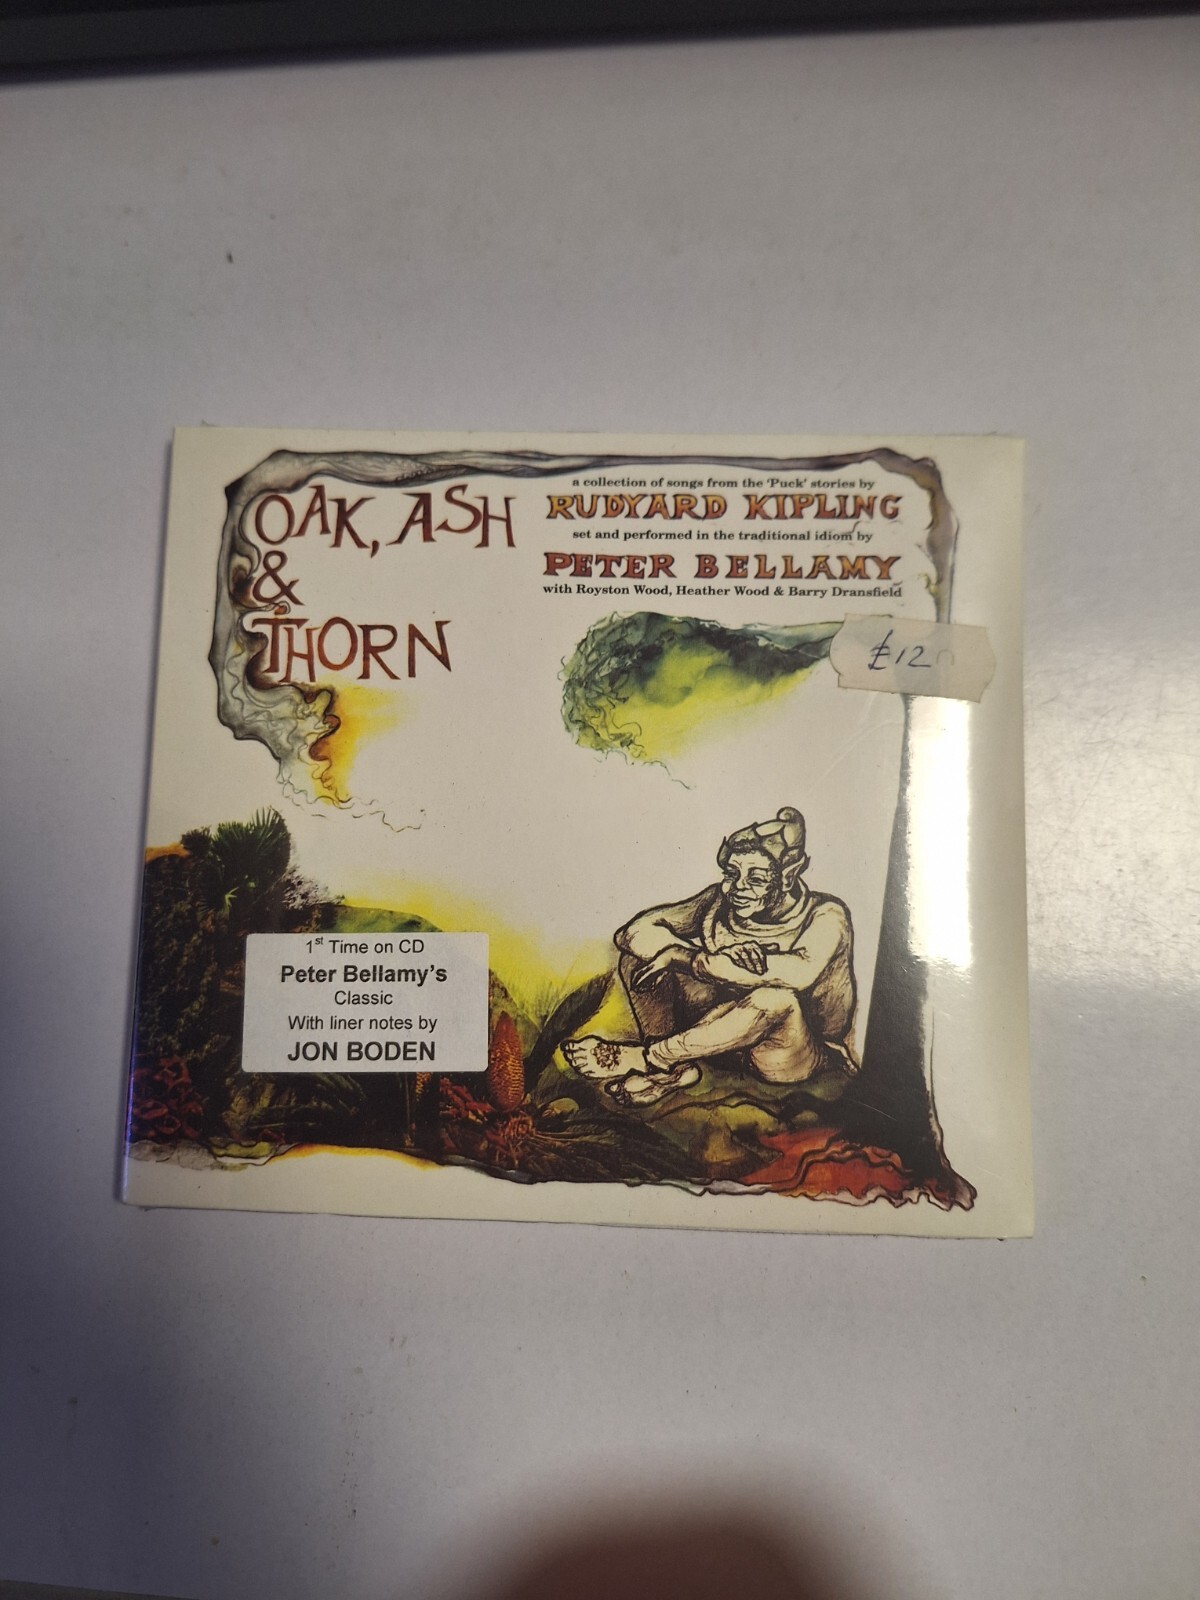 OAK, ASH
&
THORN
a collection of songs from the 'Puck' stories by
RUDYARD KIPLING
set and performed in the traditional idiom by
PETER BELLAMY
with Royston Wood, Heather Wood & Barry Dransfield
£12
1st Time on CD
Peter Bellamy's
Classic
With liner notes by
JON BODEN